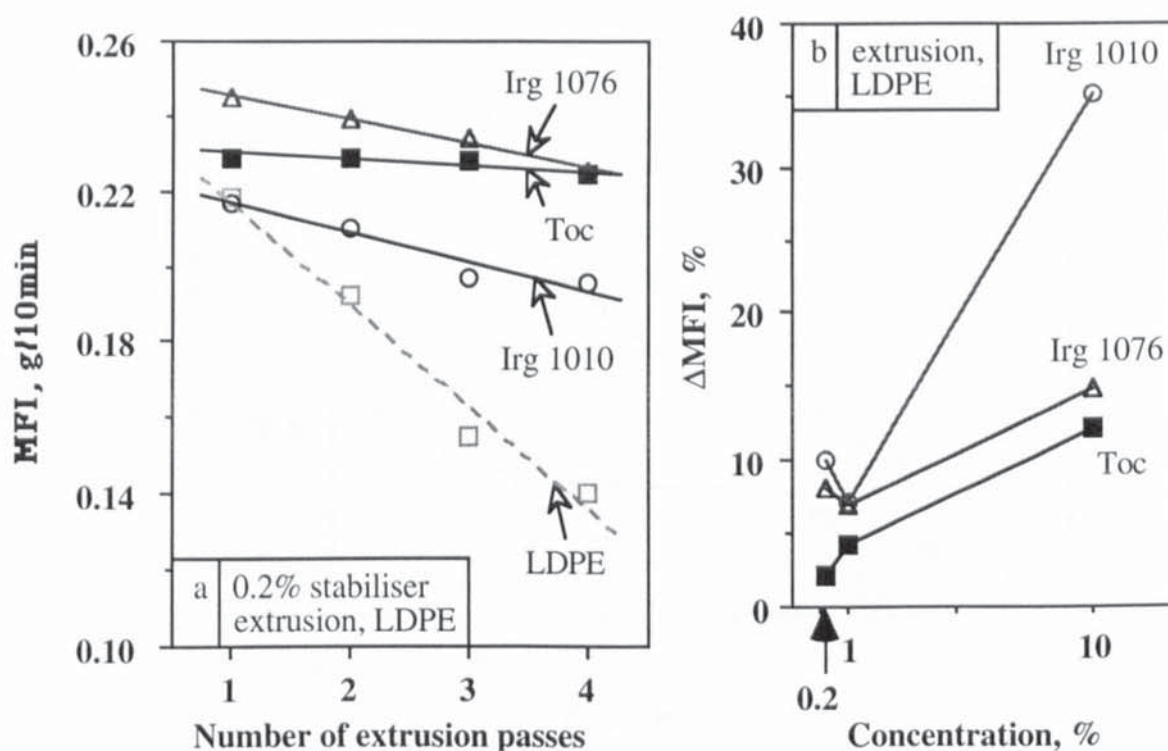 0.26
0.22
0.18
0.14
0.10
MFI, g/10min
Irg 1076
Toc
Irg 1010
LDPE
a
0.2% stabiliser
extrusion, LDPE
1 2 3 4
Number of extrusion passes
40
30
20
10
0
ΔMFI, %
b
extrusion,
LDPE
Irg 1010
Irg 1076
Toc
1 10
0.2
Concentration, %